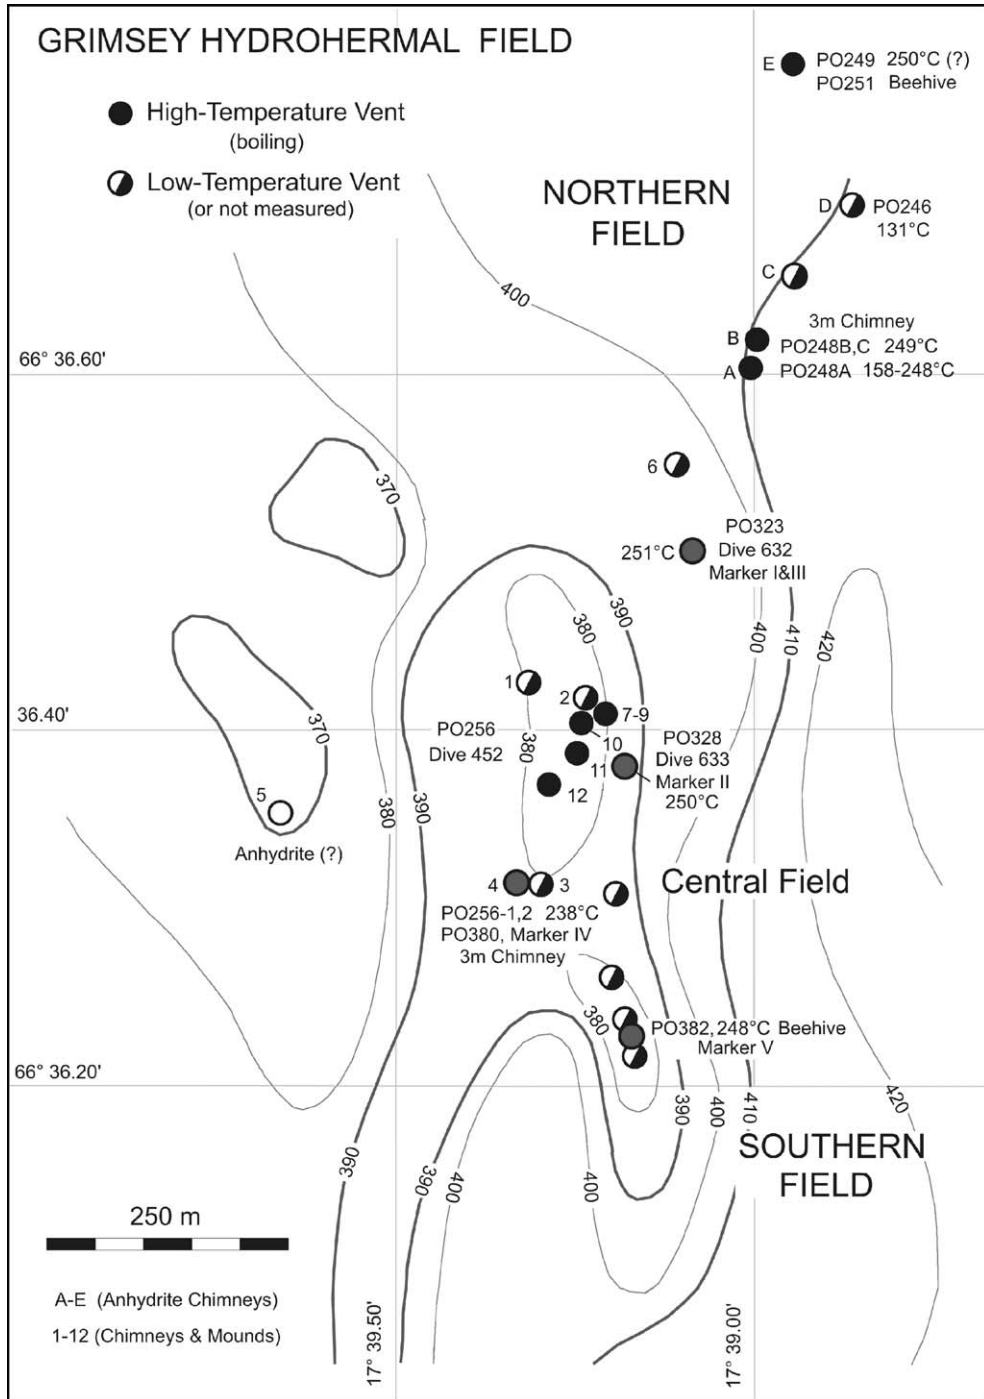 GRIMSEY HYDROHERMAL FIELD
High-Temperature Vent
(boiling)
Low-Temperature Vent
(or not measured)
E
PO249 250°C (?)
PO251 Beehive
NORTHERN
FIELD
D
PO246
131°C
C
400
3m Chimney
B
PO248B,C 249°C
A
PO248A 158-248°C
66° 36.60'
6
370
PO323
251°C
Dive 632
Marker I&III
390
380
400
410
420
1
2
7-9
36.40'
370
PO256
Dive 452
380
10
11
12
PO328
Dive 633
Marker II
250°C
5
Anhydrite (?)
380
390
4
3
Central Field
PO256-1,2 238°C
PO380, Marker IV
3m Chimney
380
PO382, 248°C Beehive
Marker V
66° 36.20'
390
400
410
420
SOUTHERN
FIELD
390
390
400
400
250 m
A-E (Anhydrite Chimneys)
1-12 (Chimneys & Mounds)
17° 39.50'
17° 39.00'